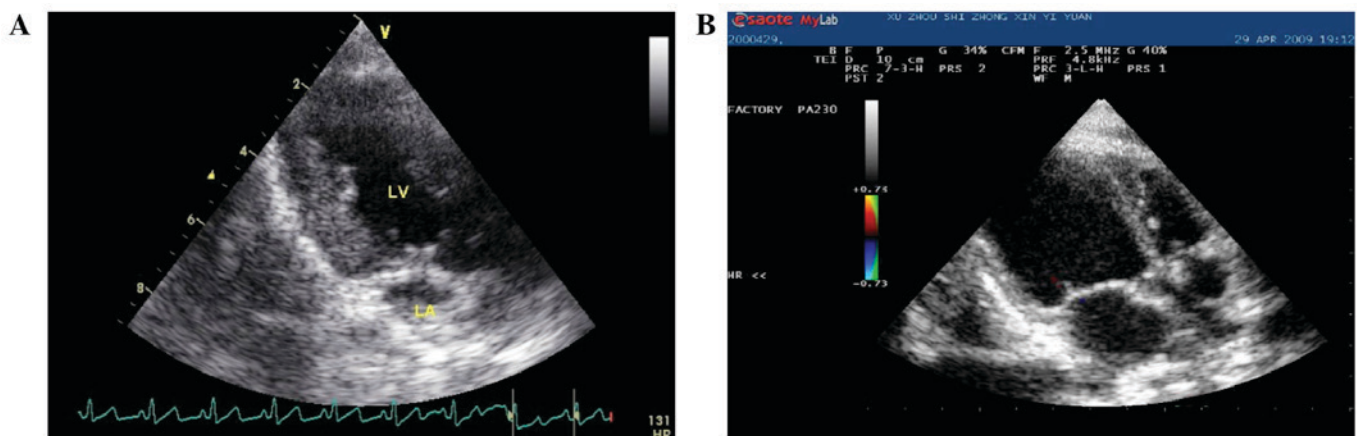 A
V
2
4
LV
6
8
LA
131
HR
B
esaote MyLab
XU ZHOU SHI ZHONG XIN YI YUAN
2000429,
29 APR 2009 19:12
B F P G 34% CFM F 2.5 MHz G 40%
TEI D 10 cm PRF 4.8kHz
PRC 7-3-H PRS 2 PRC 3-L-H PRS 1
PST 2 WF M
FACTORY PA230
+0.73
-0.73
HR <<